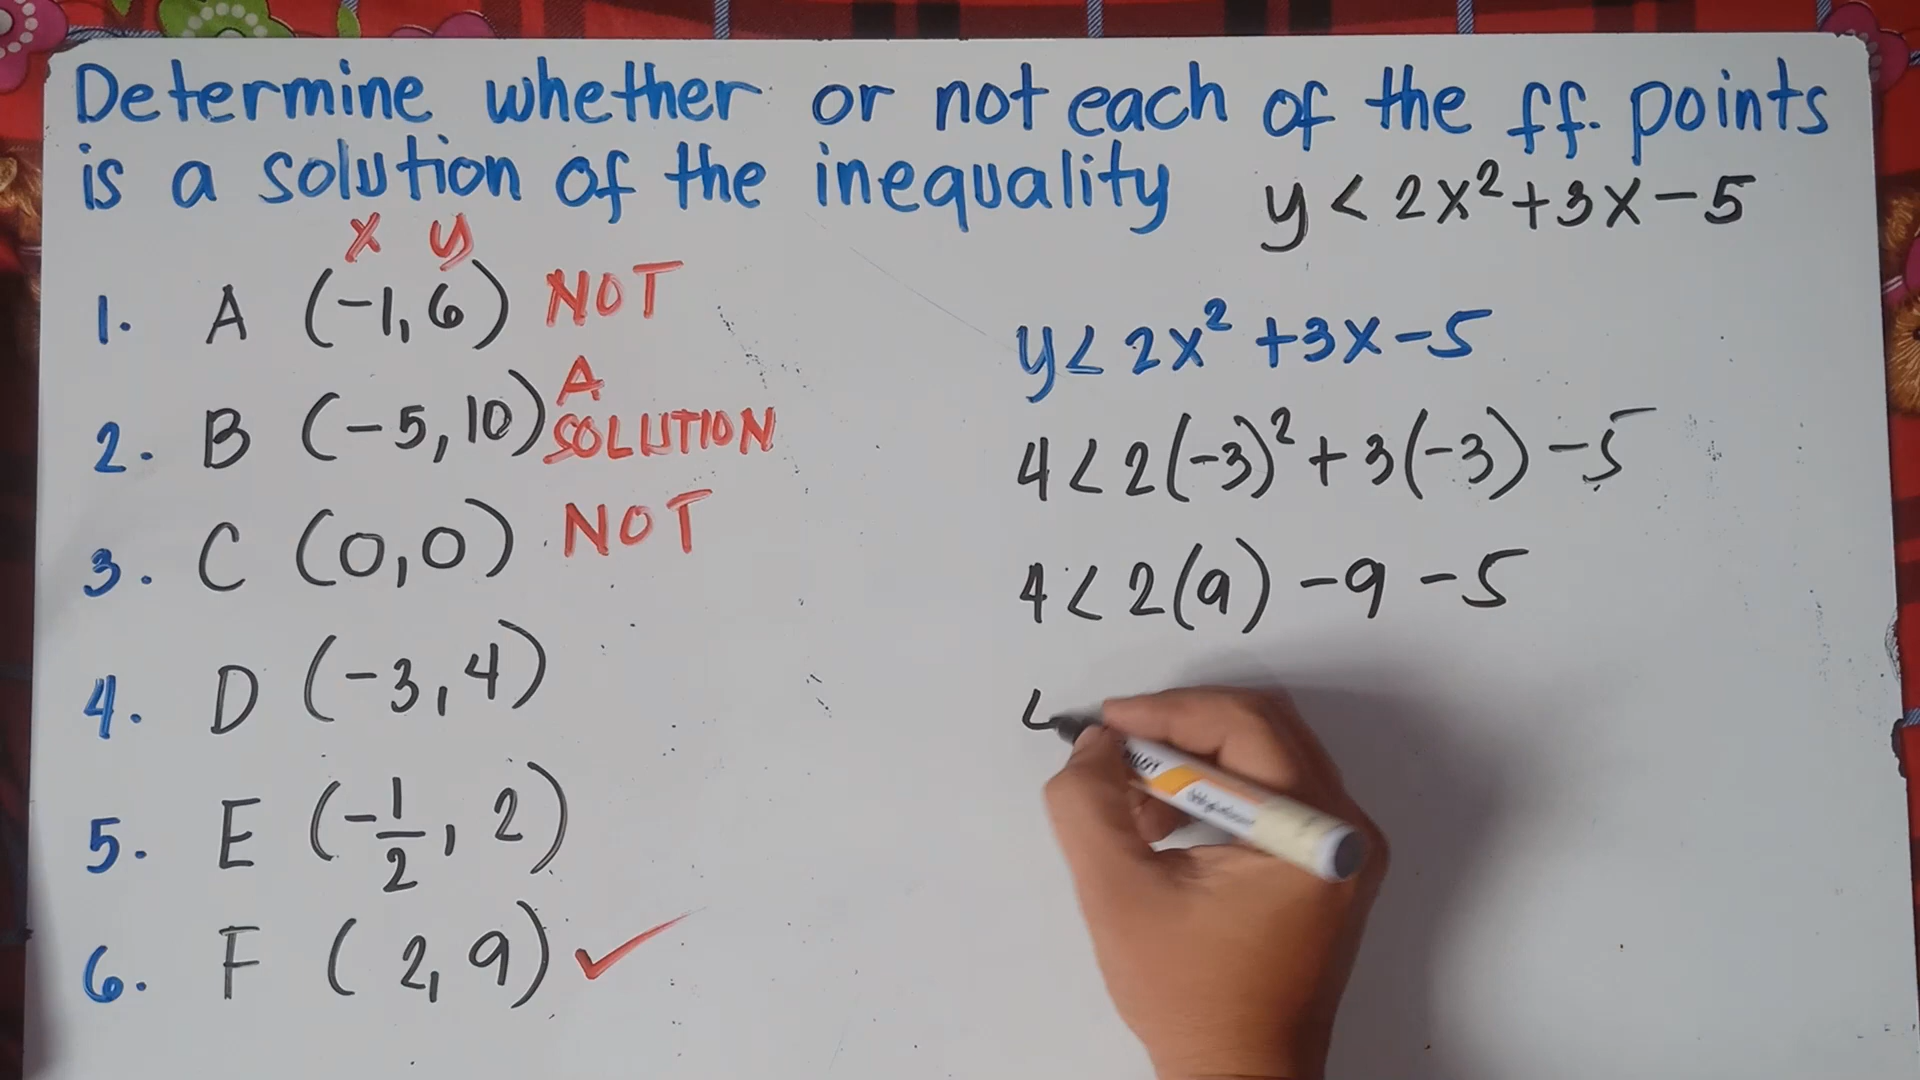 Determine whether or not each of the ff. points
is a solution of the inequality y < 2x² + 3x - 5
x y
1. A (-1, 6) NOT
A
2. B (-5, 10) SOLUTION
3. C (0, 0) NOT
4. D (-3, 4)
5. E (-1/2, 2)
6. F (2, 9) ✓
y < 2x² + 3x - 5
4 < 2(-3)² + 3(-3) - 5
4 < 2(9) - 9 - 5
PILOT